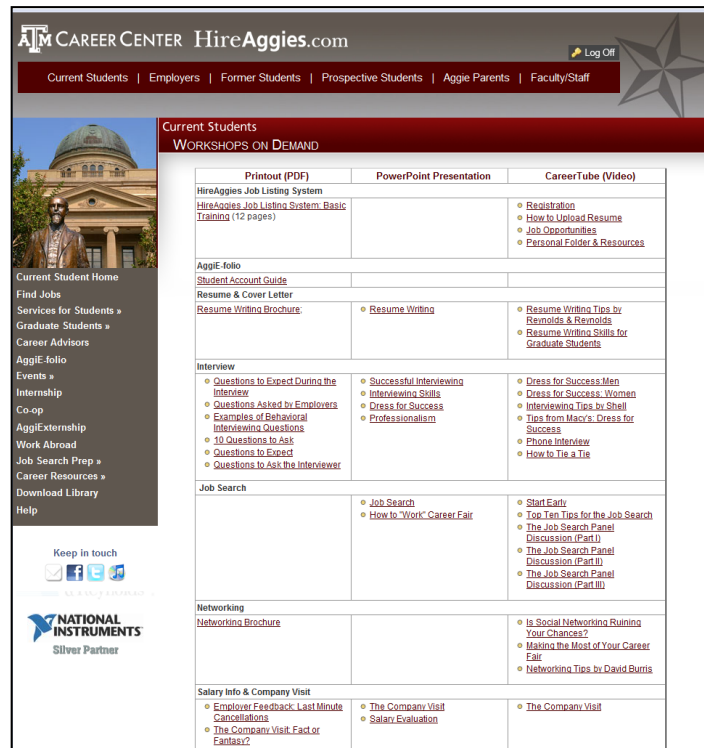 ATM CAREER CENTER HireAggies.com
Log Off
Current Students | Employers | Former Students | Prospective Students | Aggie Parents | Faculty/Staff
Current Students
WORKSHOPS ON DEMAND
Current Student Home
Find Jobs
Services for Students »
Graduate Students »
Career Advisors
AggiE-folio
Events »
Internship
Co-op
AggiExternship
Work Abroad
Job Search Prep »
Career Resources »
Download Library
Help
Keep in touch
NATIONAL
INSTRUMENTS
Silver Partner
Printout (PDF) PowerPoint Presentation CareerTube (Video)
HireAggies Job Listing System
HireAggies Job Listing System: Basic
Training (12 pages)
Registration
How to Upload Resume
Job Opportunities
Personal Folder & Resources
AggiE-folio
Student Account Guide
Resume & Cover Letter
Resume Writing Brochure;
Resume Writing
Resume Writing Tips by
Reynolds & Reynolds
Resume Writing Skills for
Graduate Students
Interview
Questions to Expect During the
Interview
Questions Asked by Employers
Examples of Behavioral
Interviewing Questions
10 Questions to Ask
Questions to Expect
Questions to Ask the Interviewer
Successful Interviewing
Interviewing Skills
Dress for Success
Professionalism
Dress for Success:Men
Dress for Success: Women
Interviewing Tips by Shell
Tips from Macy's: Dress for
Success
Phone Interview
How to Tie a Tie
Job Search
Job Search
How to "Work" Career Fair
Start Early
Top Ten Tips for the Job Search
The Job Search Panel
Discussion (Part I)
The Job Search Panel
Discussion (Part II)
The Job Search Panel
Discussion (Part III)
Networking
Networking Brochure
Is Social Networking Ruining
Your Chances?
Making the Most of Your Career
Fair
Networking Tips by David Burris
Salary Info & Company Visit
Employer Feedback: Last Minute
Cancellations
The Company Visit: Fact or
Fantasy?
The Company Visit
Salary Evaluation
The Company Visit